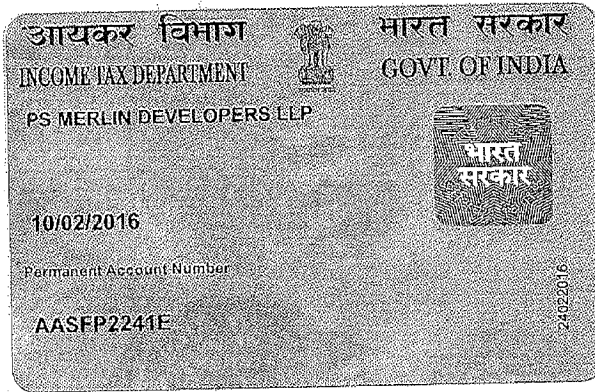 आयकर विभाग
भारत सरकार
INCOME TAX DEPARTMENT
GOVT. OF INDIA
PS MERLIN DEVELOPERS LLP
भारत
सरकार
10/02/2016
Permanent Account Number
AASFP2241E
24022016